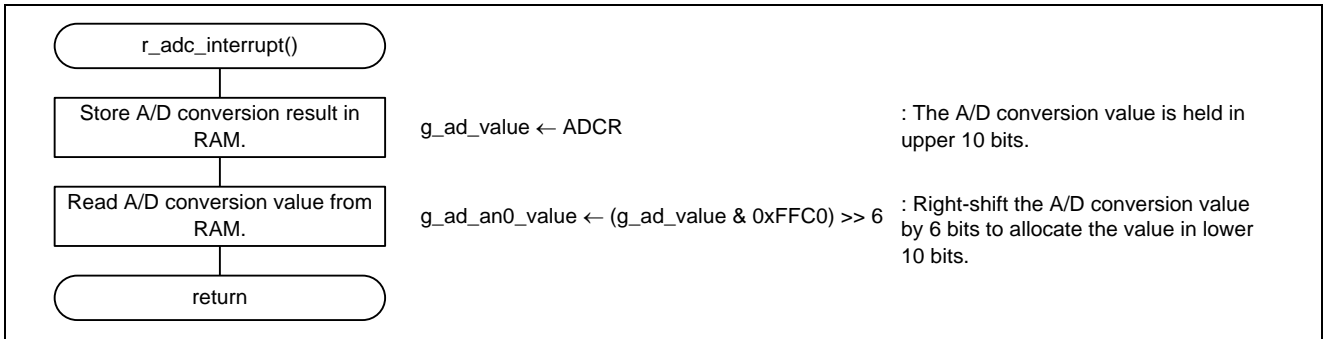 r_adc_interrupt()
Store A/D conversion result in
RAM.
g_ad_value ← ADCR
: The A/D conversion value is held in
upper 10 bits.
Read A/D conversion value from
RAM.
g_ad_an0_value ← (g_ad_value & 0xFFC0) >> 6
: Right-shift the A/D conversion value
by 6 bits to allocate the value in lower
10 bits.
return